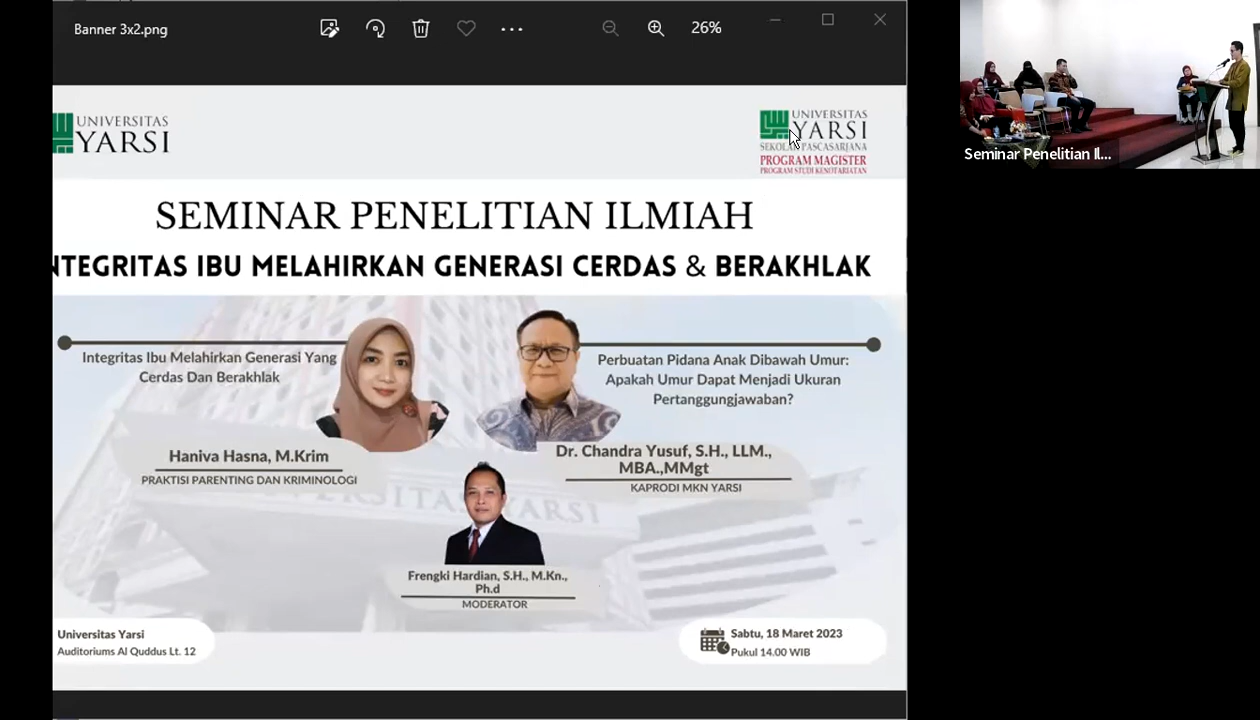 Banner 3x2.png
26%
UNIVERSITAS
YARSI
UNIVERSITAS
YARSI
SEKOLAH PASCASARJANA
PROGRAM MAGISTER
PROGRAM STUDI KENOTARIATAN
SEMINAR PENELITIAN ILMIAH
NTEGRITAS IBU MELAHIRKAN GENERASI CERDAS & BERAKHLAK
Integritas Ibu Melahirkan Generasi Yang
Cerdas Dan Berakhlak
Perbuatan Pidana Anak Dibawah Umur:
Apakah Umur Dapat Menjadi Ukuran
Pertanggungjawaban?
Haniva Hasna, M.Krim
PRAKTISI PARENTING DAN KRIMINOLOGI
Dr. Chandra Yusuf, S.H., LLM.,
MBA.,MMgt
KAPRODI MKN YARSI
Frengki Hardian, S.H., M.Kn.,
Ph.d
MODERATOR
Universitas Yarsi
Auditoriums Al Quddus Lt. 12
Sabtu, 18 Maret 2023
Pukul 14.00 WIB
Seminar Penelitian Il...